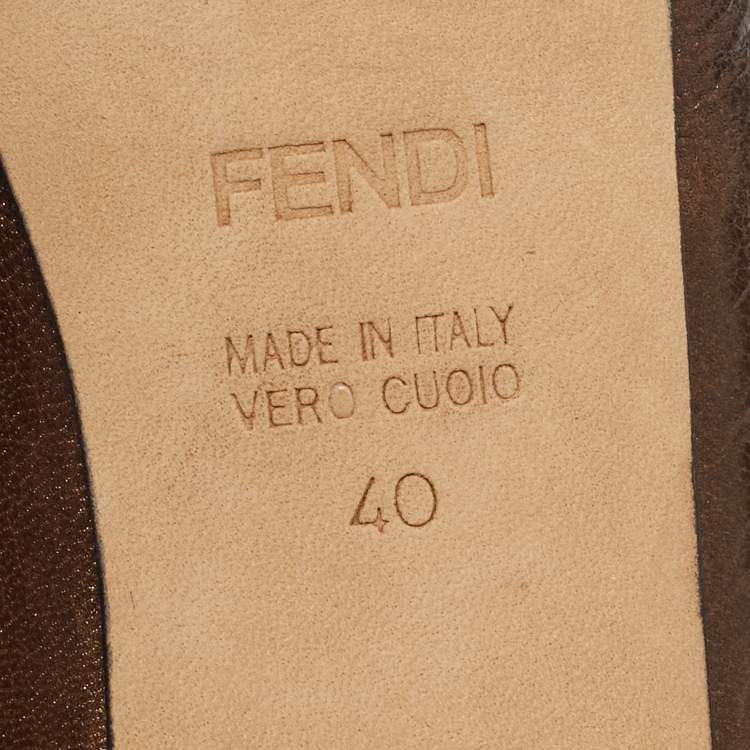 FENDI
MADE IN ITALY
VERO CUOIO
40